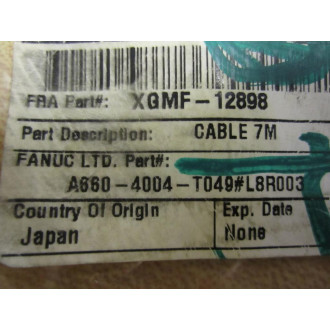 FRA Part#: XGMF-12898
Part Description: CABLE 7M
FANUC LTD. Part#:
A660-4004-T049#L8R003
Country Of Origin Exp. Date
Japan None